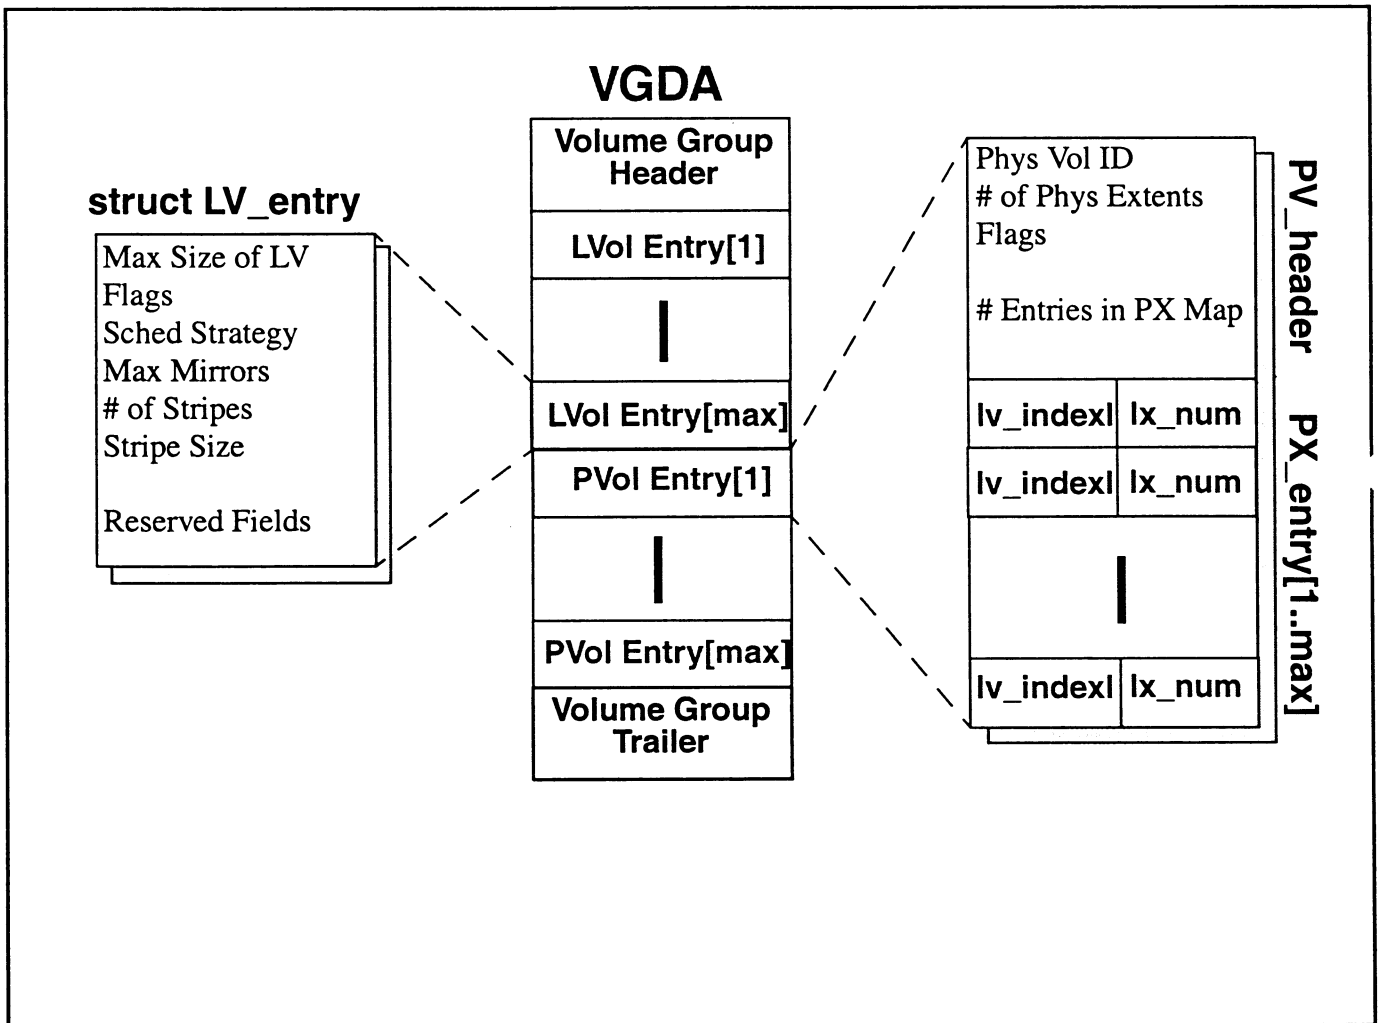 VGDA
Volume Group
Header
LVol Entry[1]
LVol Entry[max]
PVol Entry[1]
PVol Entry[max]
Volume Group
Trailer
struct LV_entry
Max Size of LV
Flags
Sched Strategy
Max Mirrors
# of Stripes
Stripe Size
Reserved Fields
Phys Vol ID
# of Phys Extents
Flags
# Entries in PX Map
lv_indexl lx_num
lv_indexl lx_num
lv_indexl lx_num
PV_header
PX_entry[1..max]